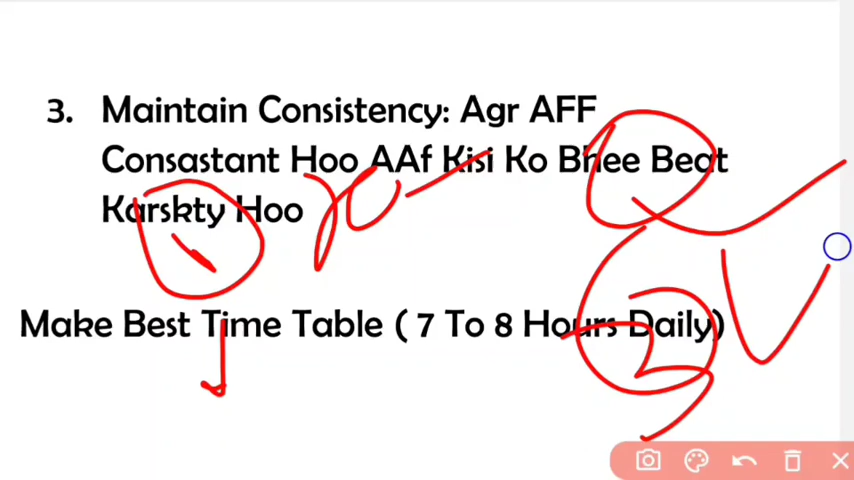 3. Maintain Consistency: Agr AFF
Consastant Hoo AAf Kisi Ko Bhee Beat
Karskty Hoo
Make Best Time Table ( 7 To 8 Hours Daily)